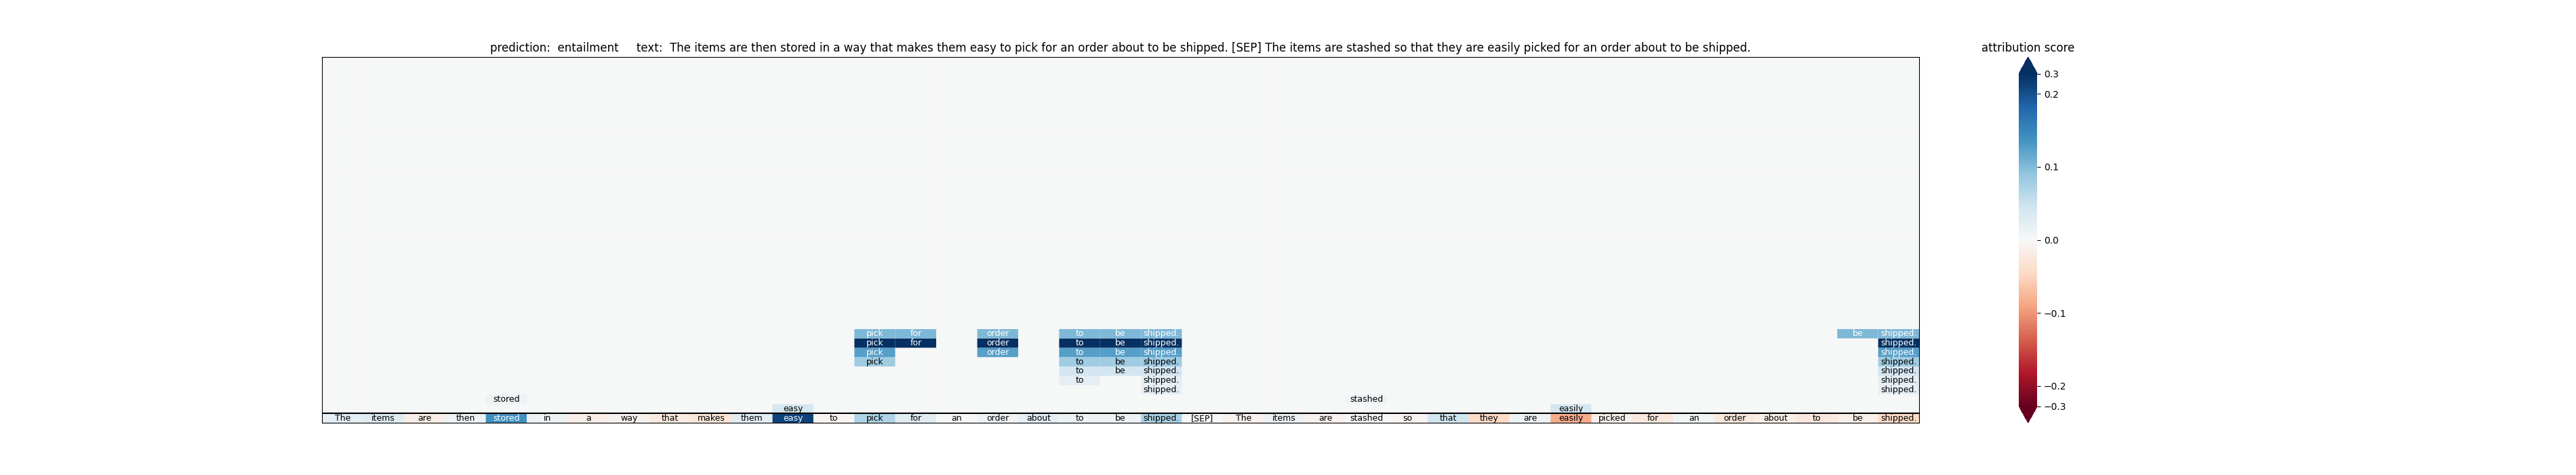 prediction: entailment text: The items are then stored in a way that makes them easy to pick for an order about to be shipped. [SEP] The items are stashed so that they are easily picked for an order about to be shipped.
attribution score
0.3
0.2
0.1
0.0
−0.1
−0.2
−0.3
pick for order to be shipped. be shipped.
pick for order to be shipped. shipped.
pick order to be shipped. shipped.
pick to be shipped. shipped.
to be shipped. shipped.
to shipped. shipped.
shipped. shipped.
stored stashed
easy easily
The items are then stored in a way that makes them easy to pick for an order about to be shipped. [SEP] The items are stashed so that they are easily picked for an order about to be shipped.